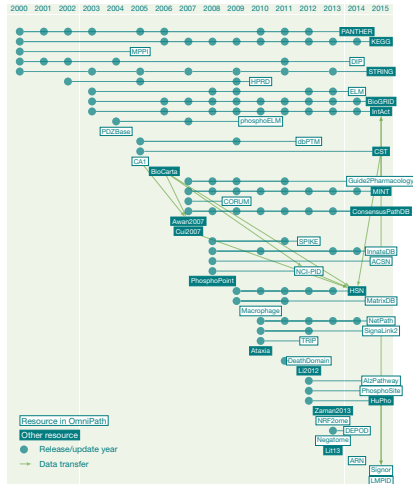 2000 2001 2002 2003 2004 2005 2006 2007 2008 2009 2010 2011 2012 2013 2014 2015
PANTHER
KEGG
MPPI
DIP
STRING
HPRD
ELM
BioGRID
IntAct
phosphoELM
PDZBase
dbPTM
CST
CA1
BioCarta
Guide2Pharmacology
MINT
CORUM
ConsensusPathDB
Awan2007
Cui2007
SPIKE
InnateDB
ACSN
NCI-PID
PhosphoPoint
HSN
MatrixDB
Macrophage
NetPath
SignaLink2
TRIP
Ataxia
DeathDomain
Li2012
AlzPathway
PhosphoSite
HuPho
Zaman2013
Resource in OmniPath
NRF2ome
DEPOD
Other resource
Negatome
Release/update year
Lit13
ARN
Data transfer
Signor
LMPID